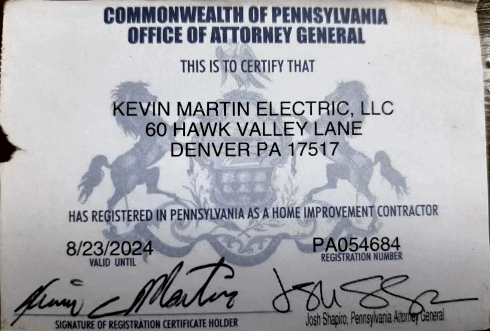 COMMONWEALTH OF PENNSYLVANIA
OFFICE OF ATTORNEY GENERAL
THIS IS TO CERTIFY THAT
KEVIN MARTIN ELECTRIC, LLC
60 HAWK VALLEY LANE
DENVER PA 17517
HAS REGISTERED IN PENNSYLVANIA AS A HOME IMPROVEMENT CONTRACTOR
8/23/2024 PA054684
VALID UNTIL REGISTRATION NUMBER
Kevin Martin
SIGNATURE OF REGISTRATION CERTIFICATE HOLDER Josh Shapiro, Pennsylvania Attorney General